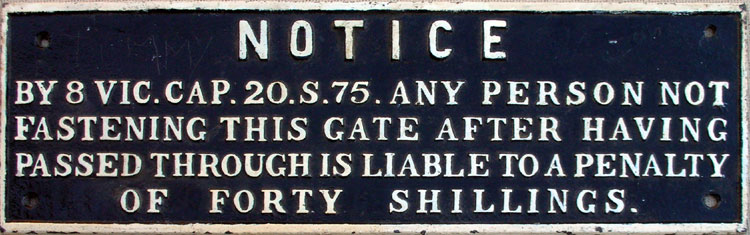 NOTICE
BY 8 VIC. CAP. 20. S. 75. ANY PERSON NOT
FASTENING THIS GATE AFTER HAVING
PASSED THROUGH IS LIABLE TO A PENALTY
OF FORTY SHILLINGS.